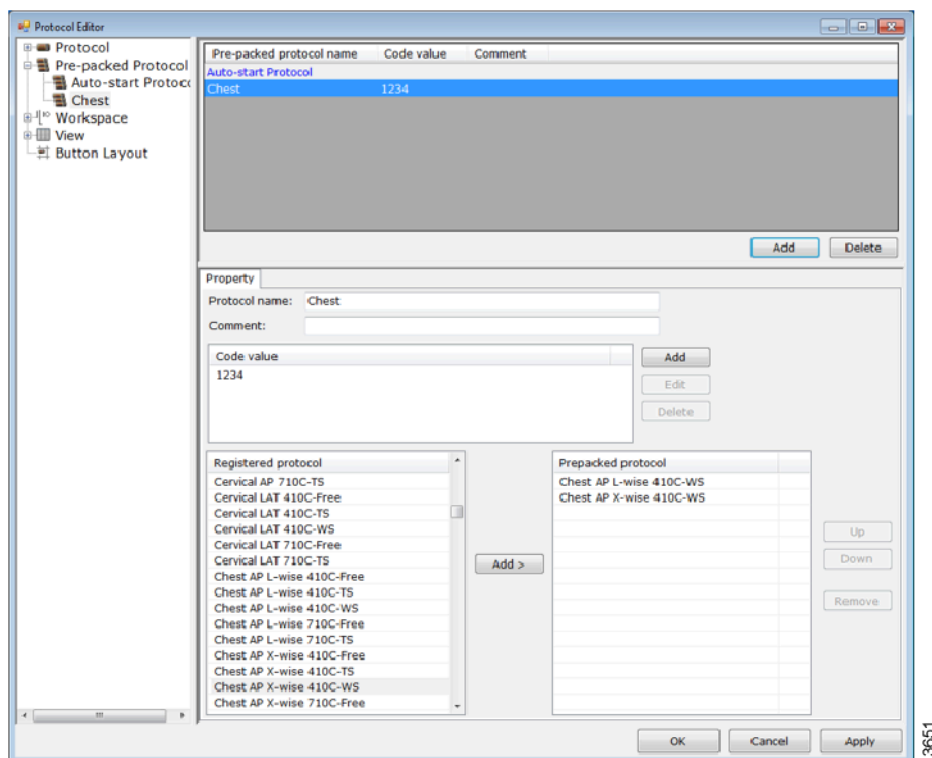 Protocol Editor
Protocol
Pre-packed Protocol
Auto-start Protoco
Chest
Workspace
View
Button Layout
Pre-packed protocol name Code value Comment
Auto-start Protocol
Chest 1234
Add Delete
Property
Protocol name: Chest
Comment:
Code value
1234
Add
Edit
Delete
Registered protocol
Cervical AP 710C-TS
Cervical LAT 410C-Free
Cervical LAT 410C-TS
Cervical LAT 410C-WS
Cervical LAT 710C-Free
Cervical LAT 710C-TS
Chest AP L-wise 410C-Free
Chest AP L-wise 410C-TS
Chest AP L-wise 410C-WS
Chest AP L-wise 710C-Free
Chest AP L-wise 710C-TS
Chest AP X-wise 410C-Free
Chest AP X-wise 410C-TS
Chest AP X-wise 410C-WS
Chest AP X-wise 710C-Free
Add >
Prepacked protocol
Chest AP L-wise 410C-WS
Chest AP X-wise 410C-WS
Up
Down
Remove
OK Cancel Apply
3651